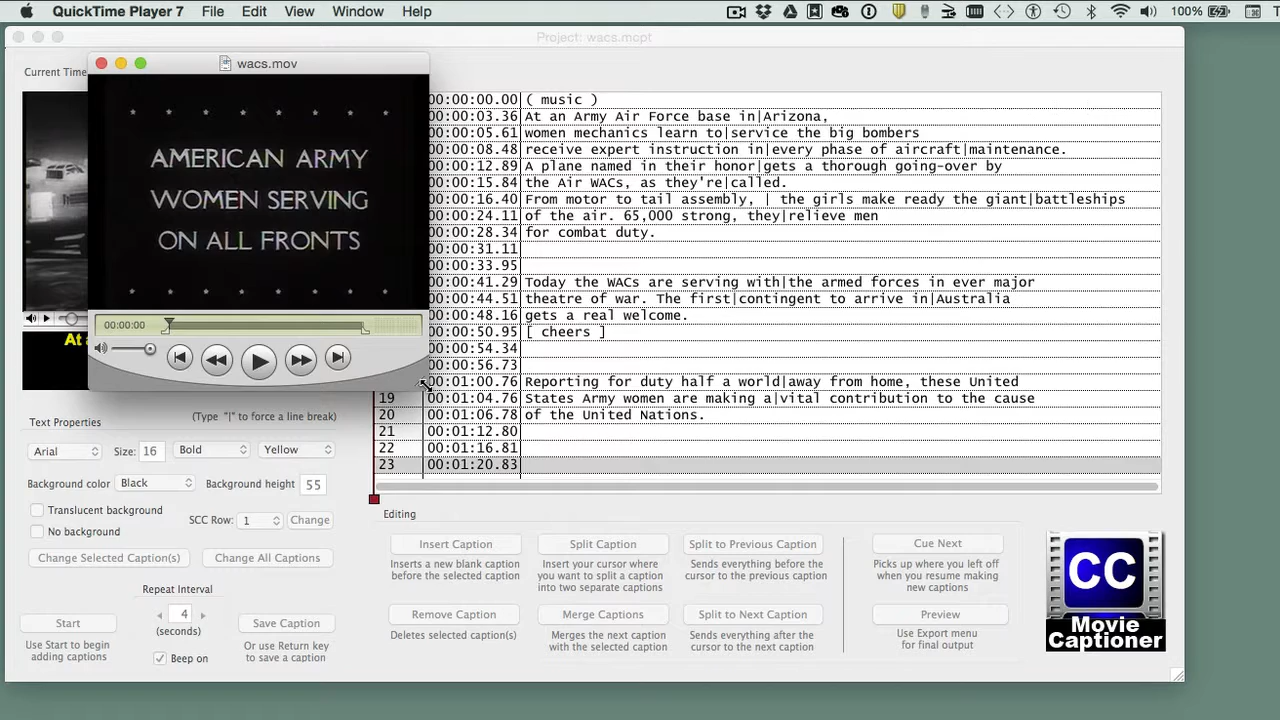 QuickTime Player 7 File Edit View Window Help 100%
Project: wacs.mopt
wacs.mov
Current Time
AMERICAN ARMY
WOMEN SERVING
ON ALL FRONTS
00:00:00
At a
00:00:00.00 ( music )
00:00:03.36 At an Army Air Force base in|Arizona,
00:00:05.61 women mechanics learn to|service the big bombers
00:00:08.48 receive expert instruction in|every phase of aircraft|maintenance.
00:00:12.89 A plane named in their honor|gets a thorough going-over by
00:00:15.84 the Air WACs, as they're|called.
00:00:16.40 From motor to tail assembly, | the girls make ready the giant|battleships
00:00:24.11 of the air. 65,000 strong, they|relieve men
00:00:28.34 for combat duty.
00:00:31.11
00:00:33.95
00:00:41.29 Today the WACs are serving with|the armed forces in ever major
00:00:44.51 theatre of war. The first|contingent to arrive in|Australia
00:00:48.16 gets a real welcome.
00:00:50.95 [ cheers ]
00:00:54.34
00:00:56.73
00:01:00.76 Reporting for duty half a world|away from home, these United
19 00:01:04.76 States Army women are making a|vital contribution to the cause
20 00:01:06.78 of the United Nations.
21 00:01:12.80
22 00:01:16.81
23 00:01:20.83
(Type "|" to force a line break)
Text Properties
Arial Size: 16 Bold Yellow
Background color Black Background height 55
Translucent background
No background
SCC Row: 1 Change
Change Selected Caption(s) Change All Captions
Repeat Interval
4
(seconds)
Beep on
Start
Use Start to begin
adding captions
Save Caption
Or use Return key
to save a caption
Editing
Insert Caption
Inserts a new blank caption
before the selected caption
Split Caption
Insert your cursor where
you want to split a caption
into two separate captions
Split to Previous Caption
Sends everything before the
cursor to the previous caption
Cue Next
Picks up where you left off
when you resume making
new captions
Remove Caption
Deletes selected caption(s)
Merge Captions
Merges the next caption
with the selected caption
Split to Next Caption
Sends everything after the
cursor to the next caption
Preview
Use Export menu
for final output
CC
Movie
Captioner